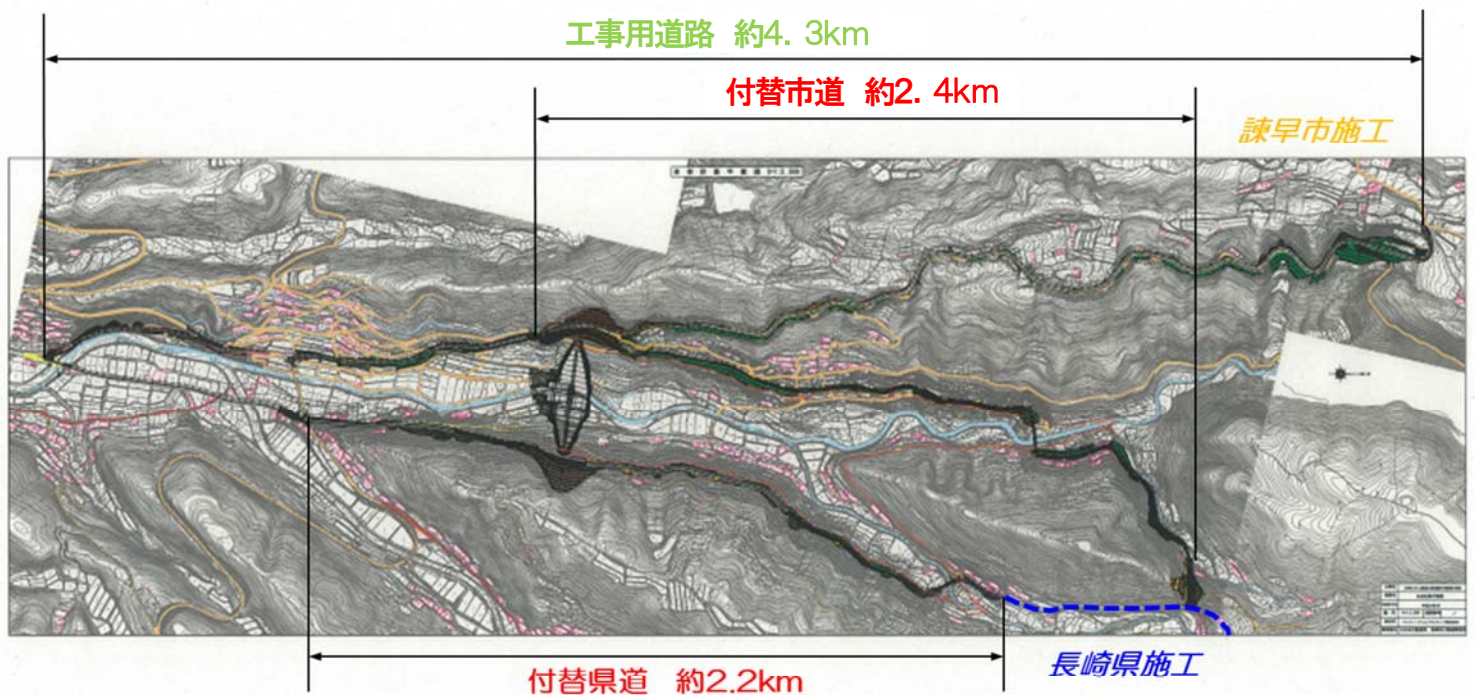 工事用道路 約4. 3km
付替市道 約2. 4km
諫早市施工
長崎県施工
付替県道 約2.2km